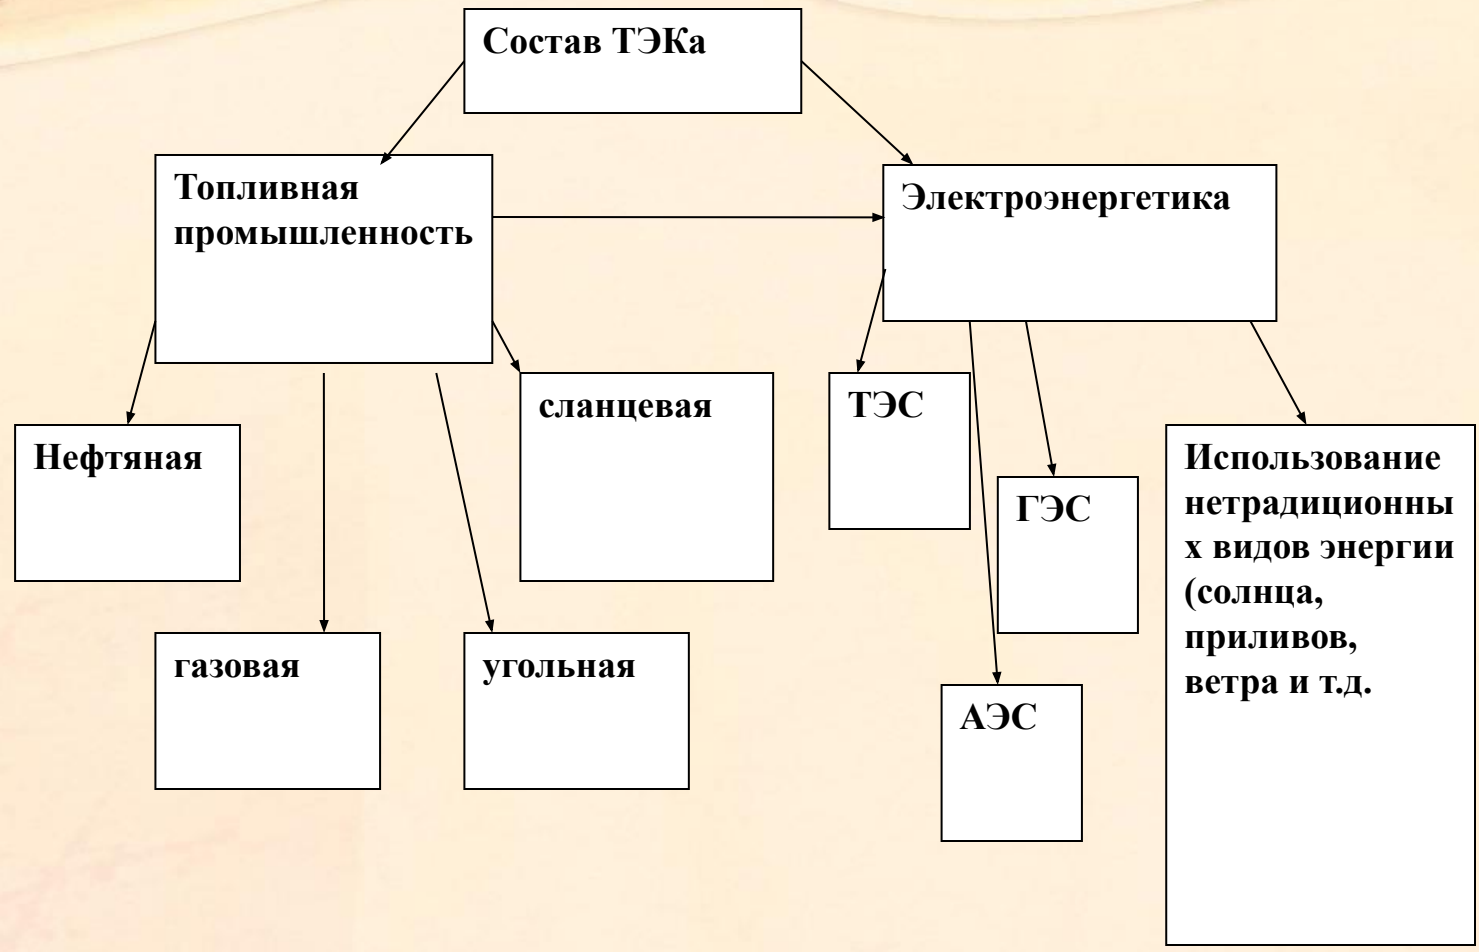 Состав ТЭКа
Топливная
промышленность
Электроэнергетика
Нефтяная
газовая
угольная
сланцевая
ТЭС
АЭС
ГЭС
Использование
нетрадиционны
х видов энергии
(солнца,
приливов,
ветра и т.д.